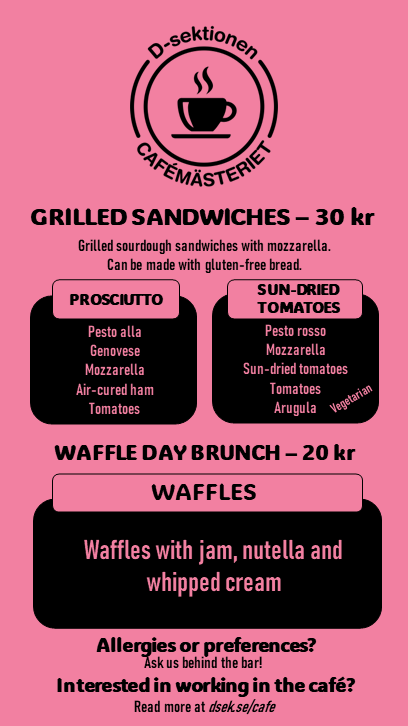 D-sektionen
CAFÉMÄSTERIET
GRILLED SANDWICHES – 30 kr
Grilled sourdough sandwiches with mozzarella.
Can be made with gluten-free bread.
PROSCIUTTO
Pesto alla
Genovese
Mozzarella
Air-cured ham
Tomatoes
SUN-DRIED
TOMATOES
Pesto rosso
Mozzarella
Sun-dried tomatoes
Tomatoes
Arugula
Vegetarian
WAFFLE DAY BRUNCH – 20 kr
WAFFLES
Waffles with jam, nutella and
whipped cream
Allergies or preferences?
Ask us behind the bar!
Interested in working in the café?
Read more at dsek.se/cafe